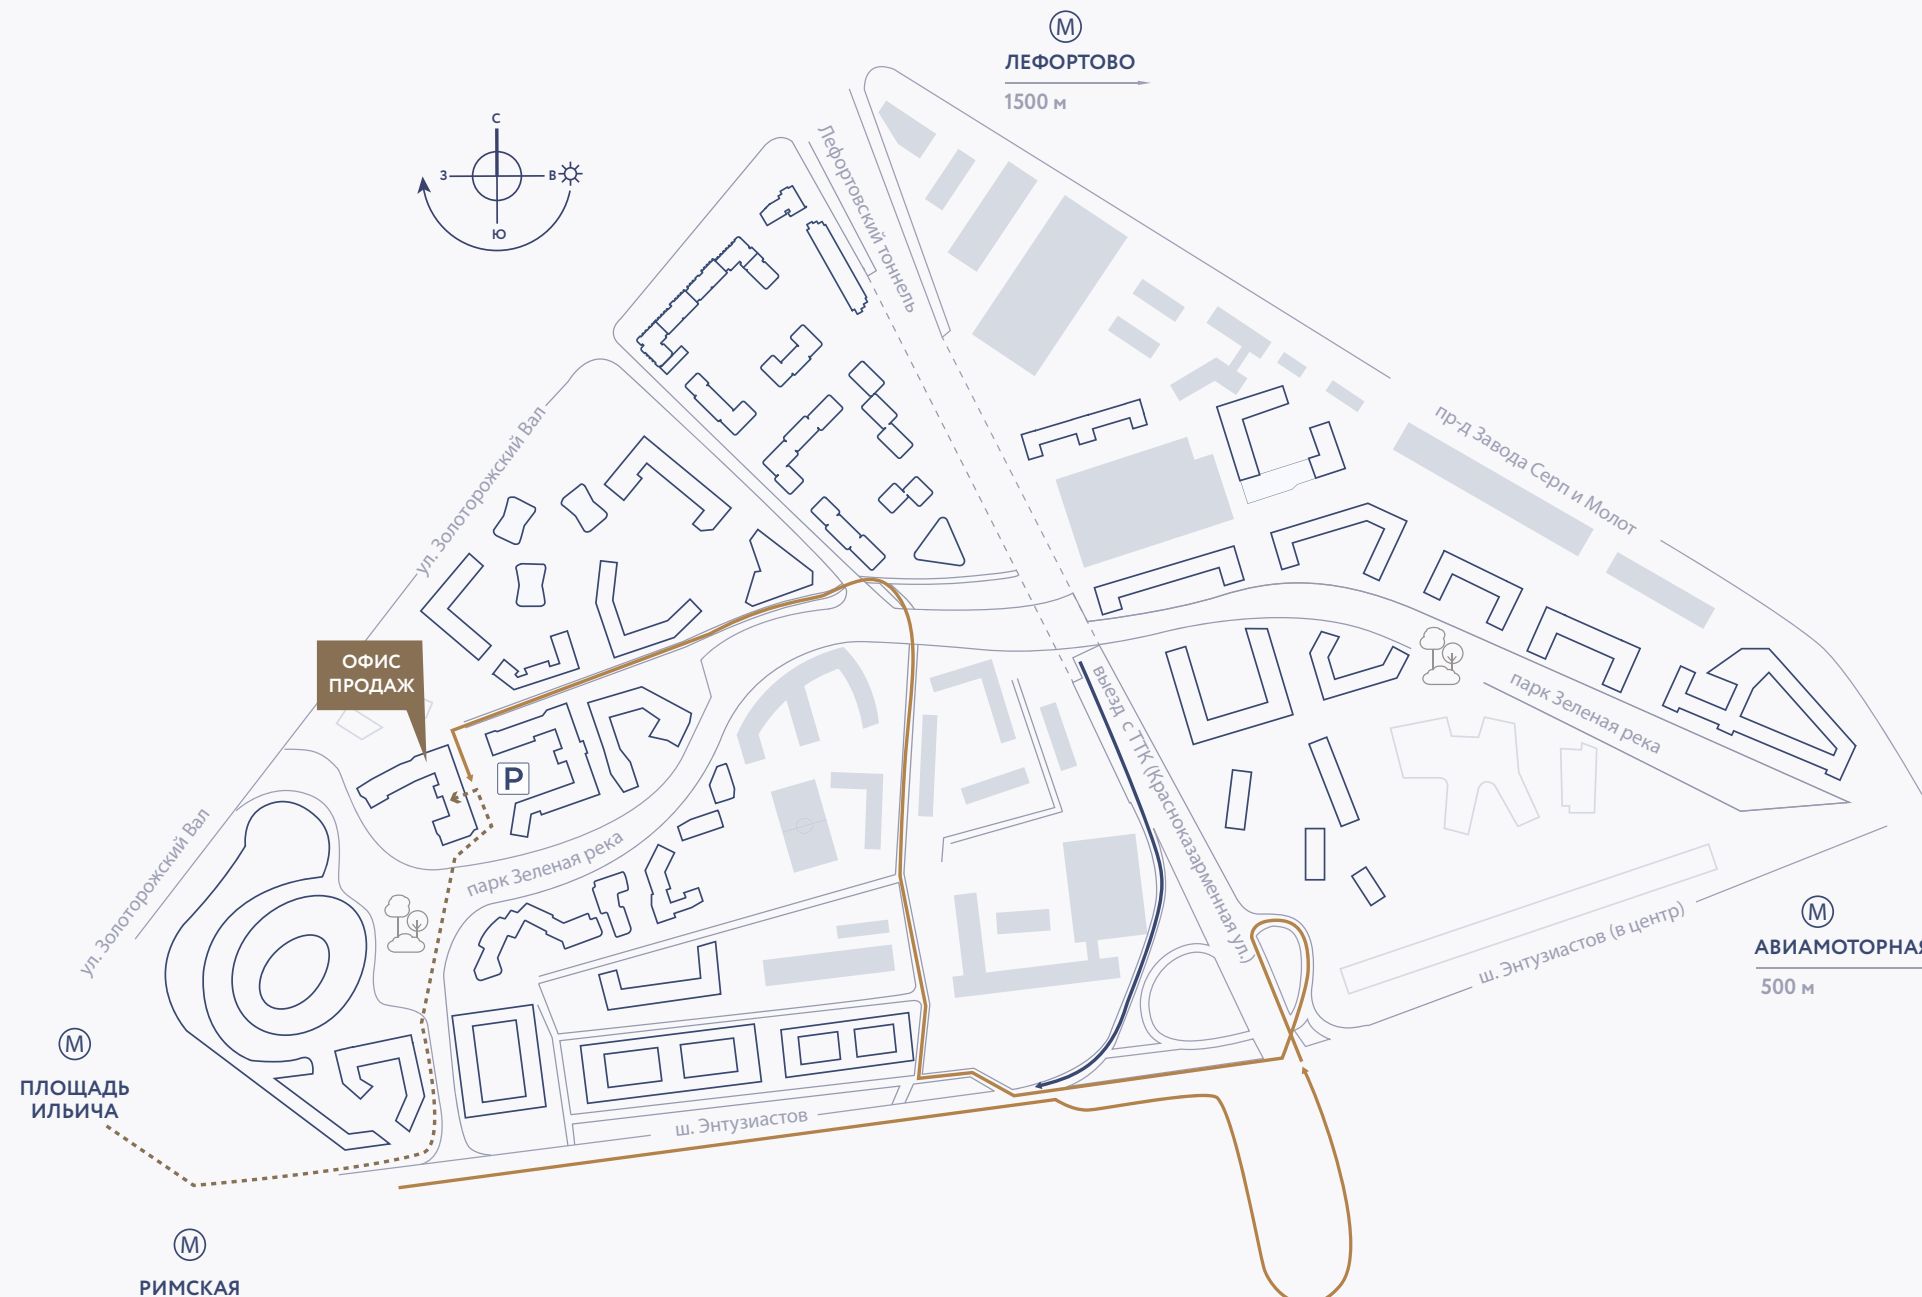 М
ЛЕФОРТОВО
1500 м
С
З
В
Ю
Лефортовский тоннель
ул. Золоторожский Вал
пр-д Завода Серп и Молот
ОФИС
ПРОДАЖ
P
выезд с ТТК (Красноказарменная ул.)
парк Зеленая река
парк Зеленая река
ул. Золоторожский Вал
ш. Энтузиастов (в центр)
М
АВИАМОТОРНАЯ
500 м
М
ПЛОЩАДЬ
ИЛЬИЧА
ш. Энтузиастов
М
РИМСКАЯ